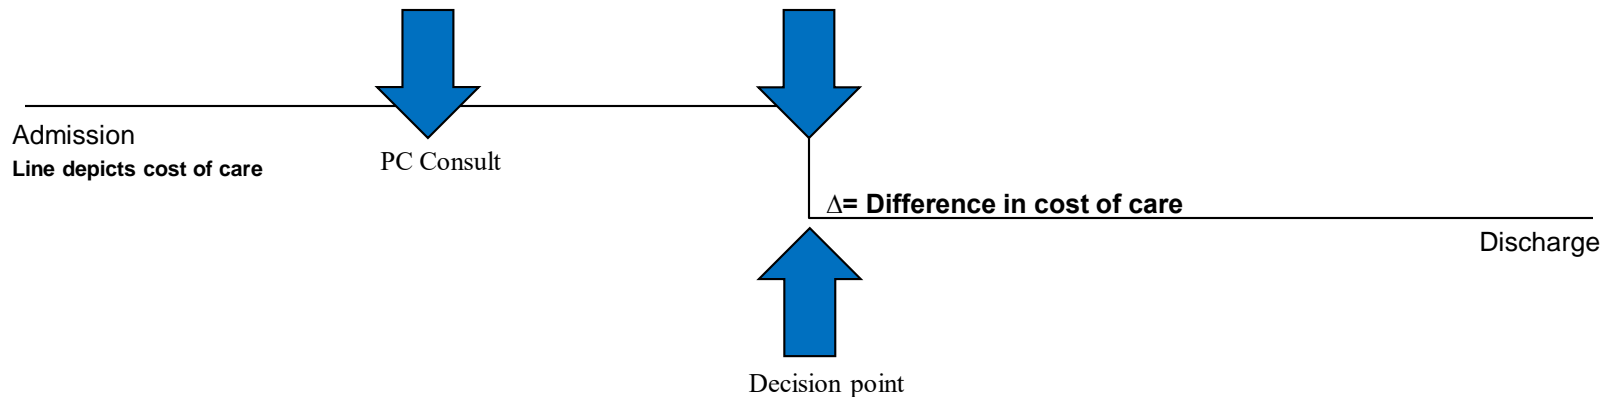 Admission
Line depicts cost of care
PC Consult
∆= Difference in cost of care
Discharge
Decision point